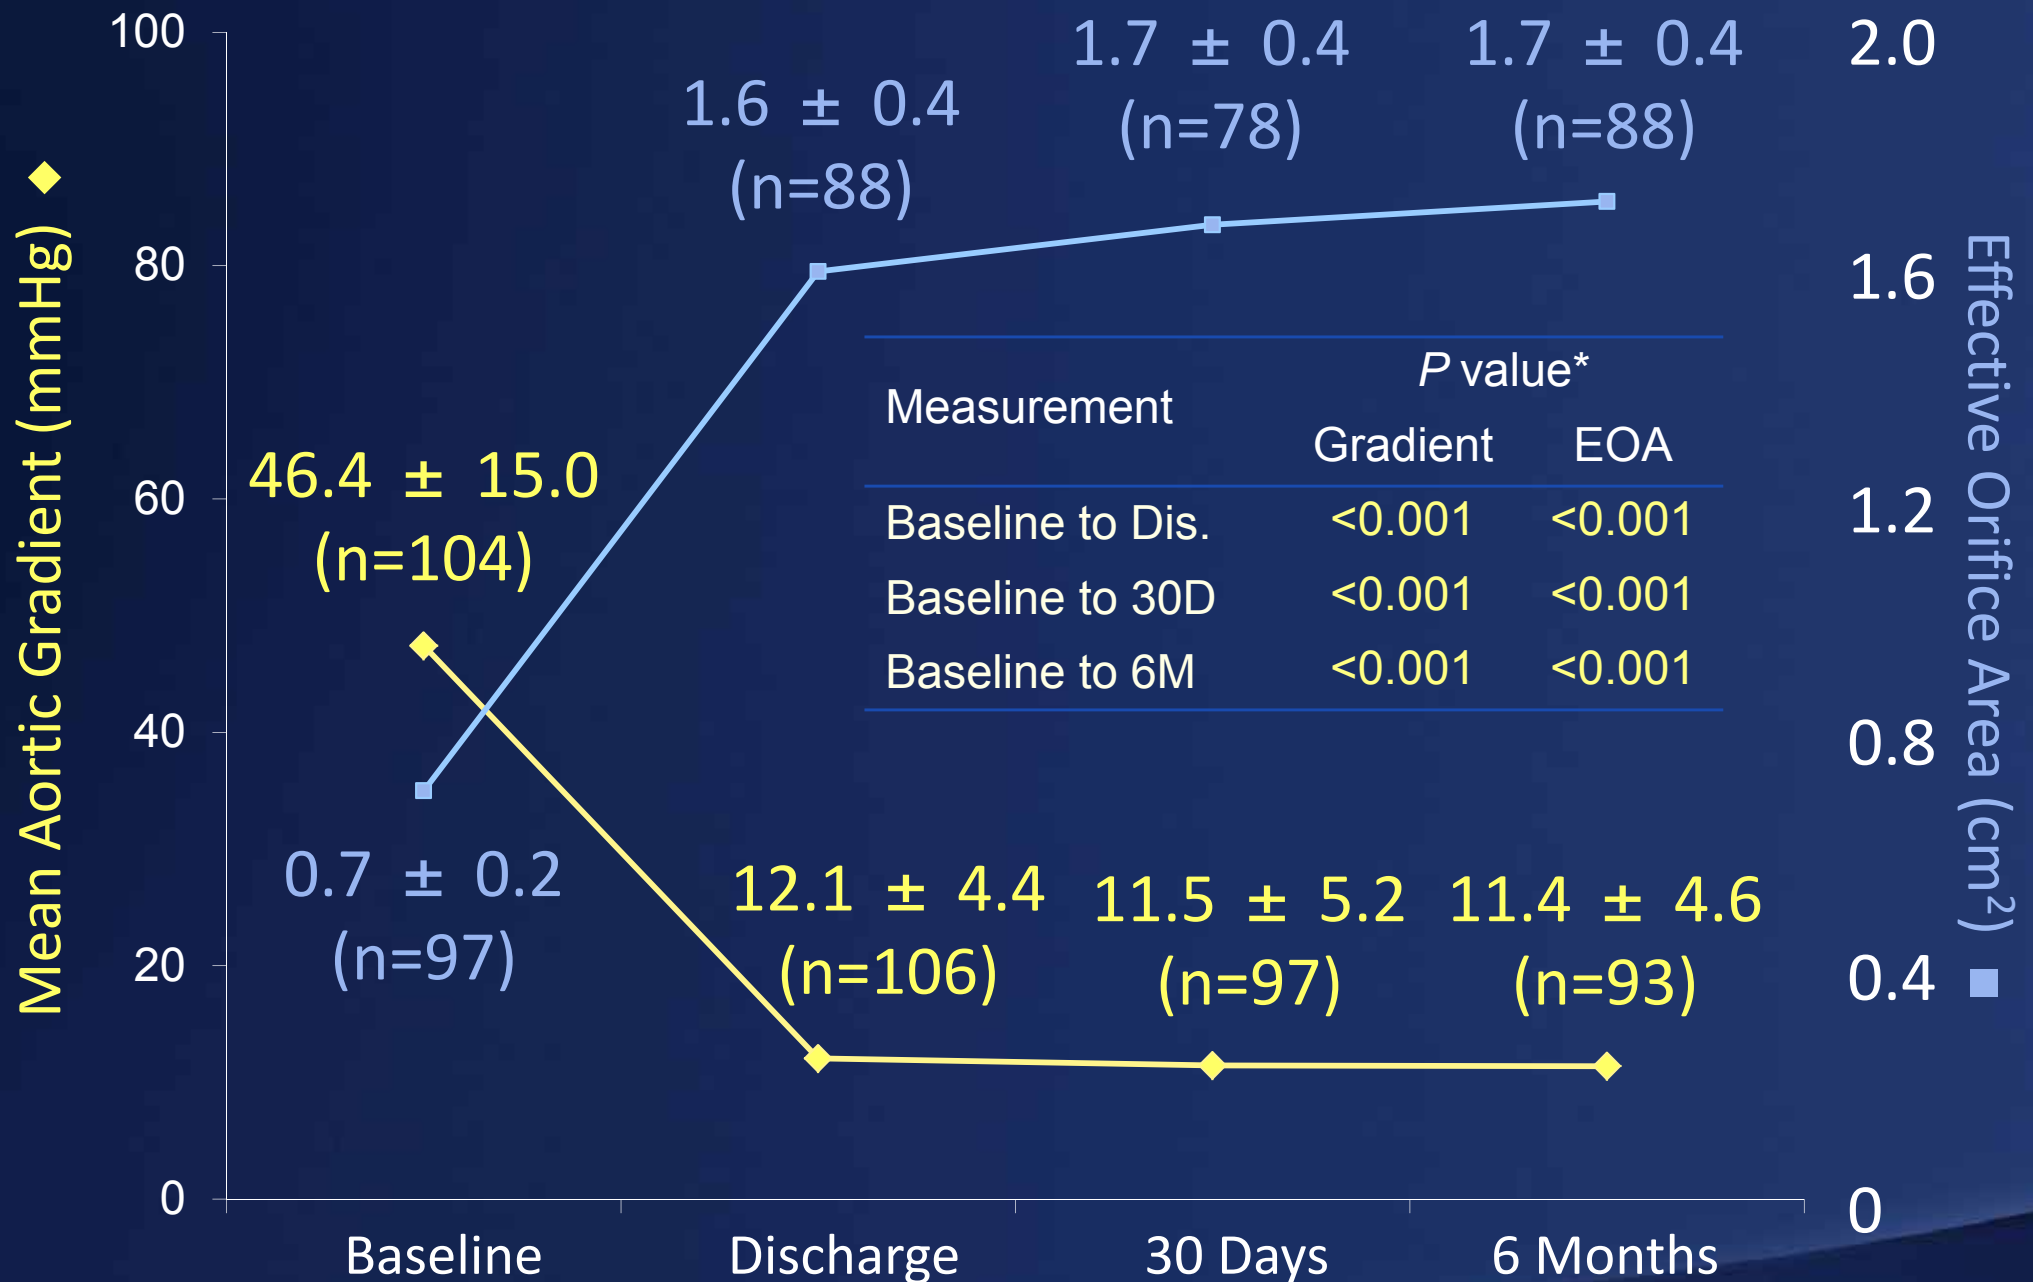 Mean Aortic Gradient (mmHg)
100
80
60
40
20
0
1.6 ± 0.4
(n=88)
1.7 ± 0.4
(n=78)
1.7 ± 0.4
(n=88)
46.4 ± 15.0
(n=104)
0.7 ± 0.2
(n=97)
Measurement
P value*
Gradient EOA
Baseline to Dis. <0.001 <0.001
Baseline to 30D <0.001 <0.001
Baseline to 6M <0.001 <0.001
12.1 ± 4.4
(n=106)
11.5 ± 5.2
(n=97)
11.4 ± 4.6
(n=93)
2.0
1.6
1.2
0.8
0.4
0
Effective Orifice Area (cm²)
Baseline Discharge 30 Days 6 Months